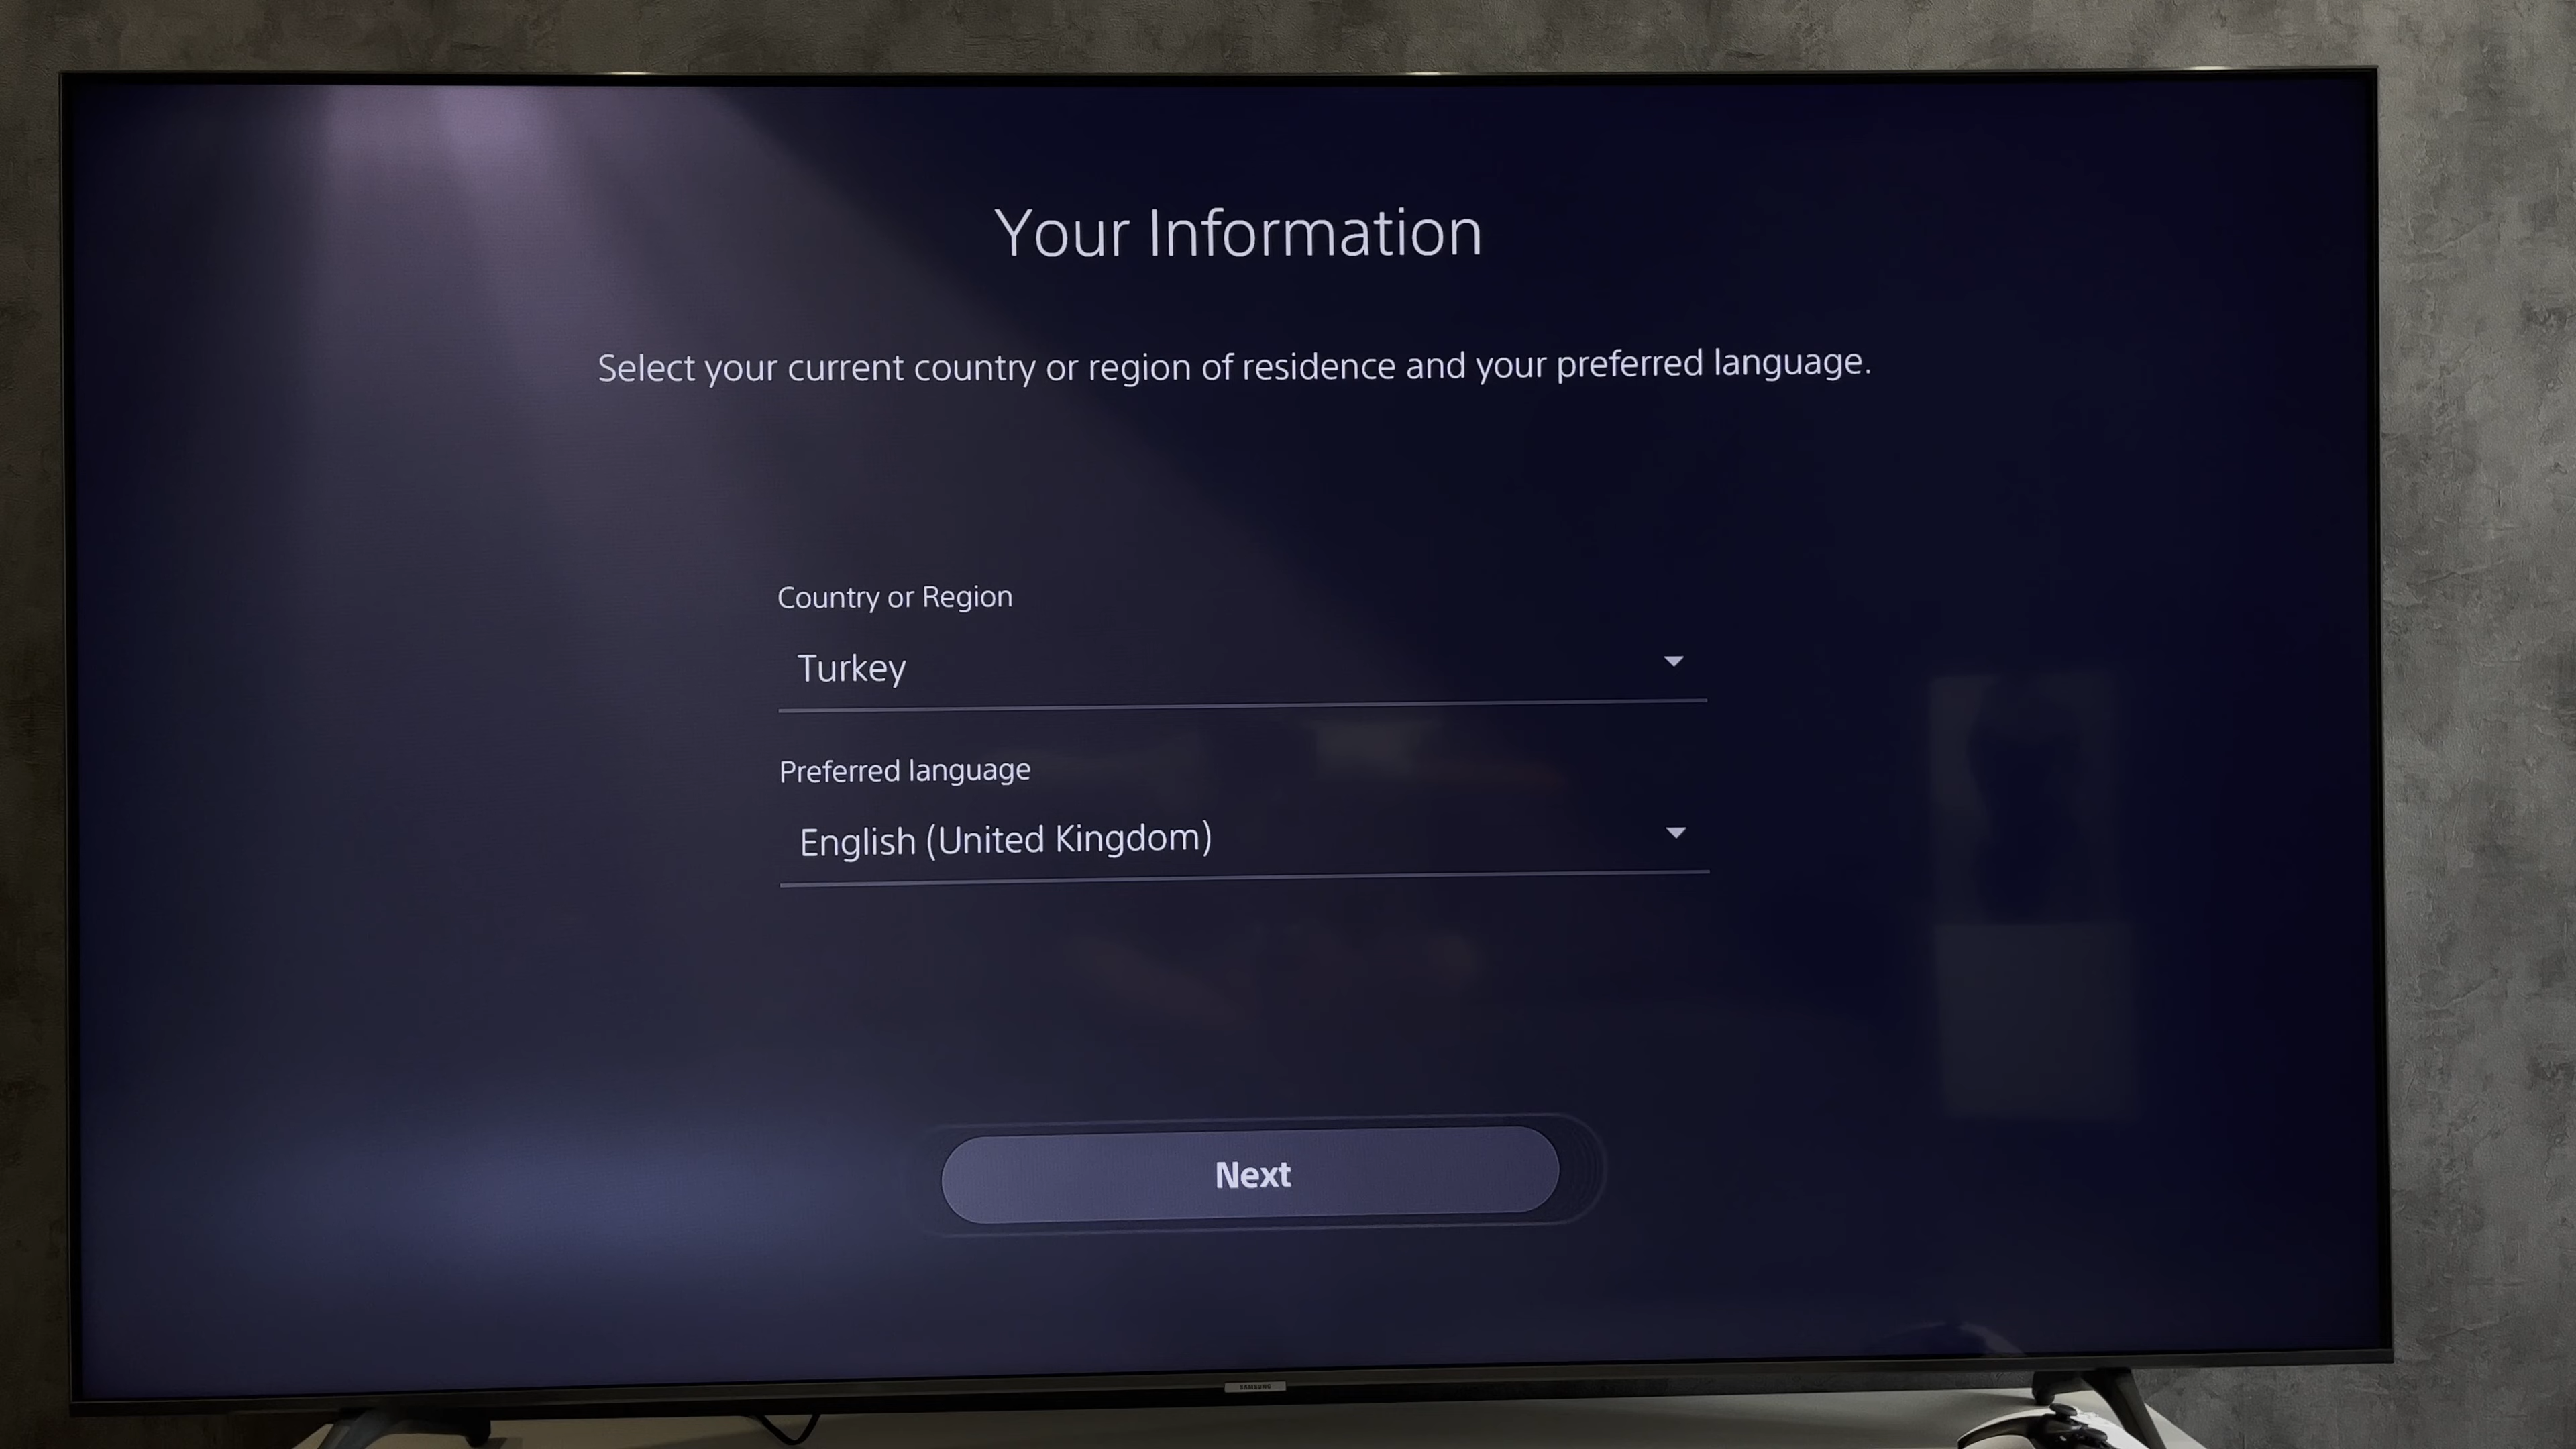 Your Information
Select your current country or region of residence and your preferred language.
Country or Region
Turkey
Preferred language
English (United Kingdom)
Next
SAMSUNG